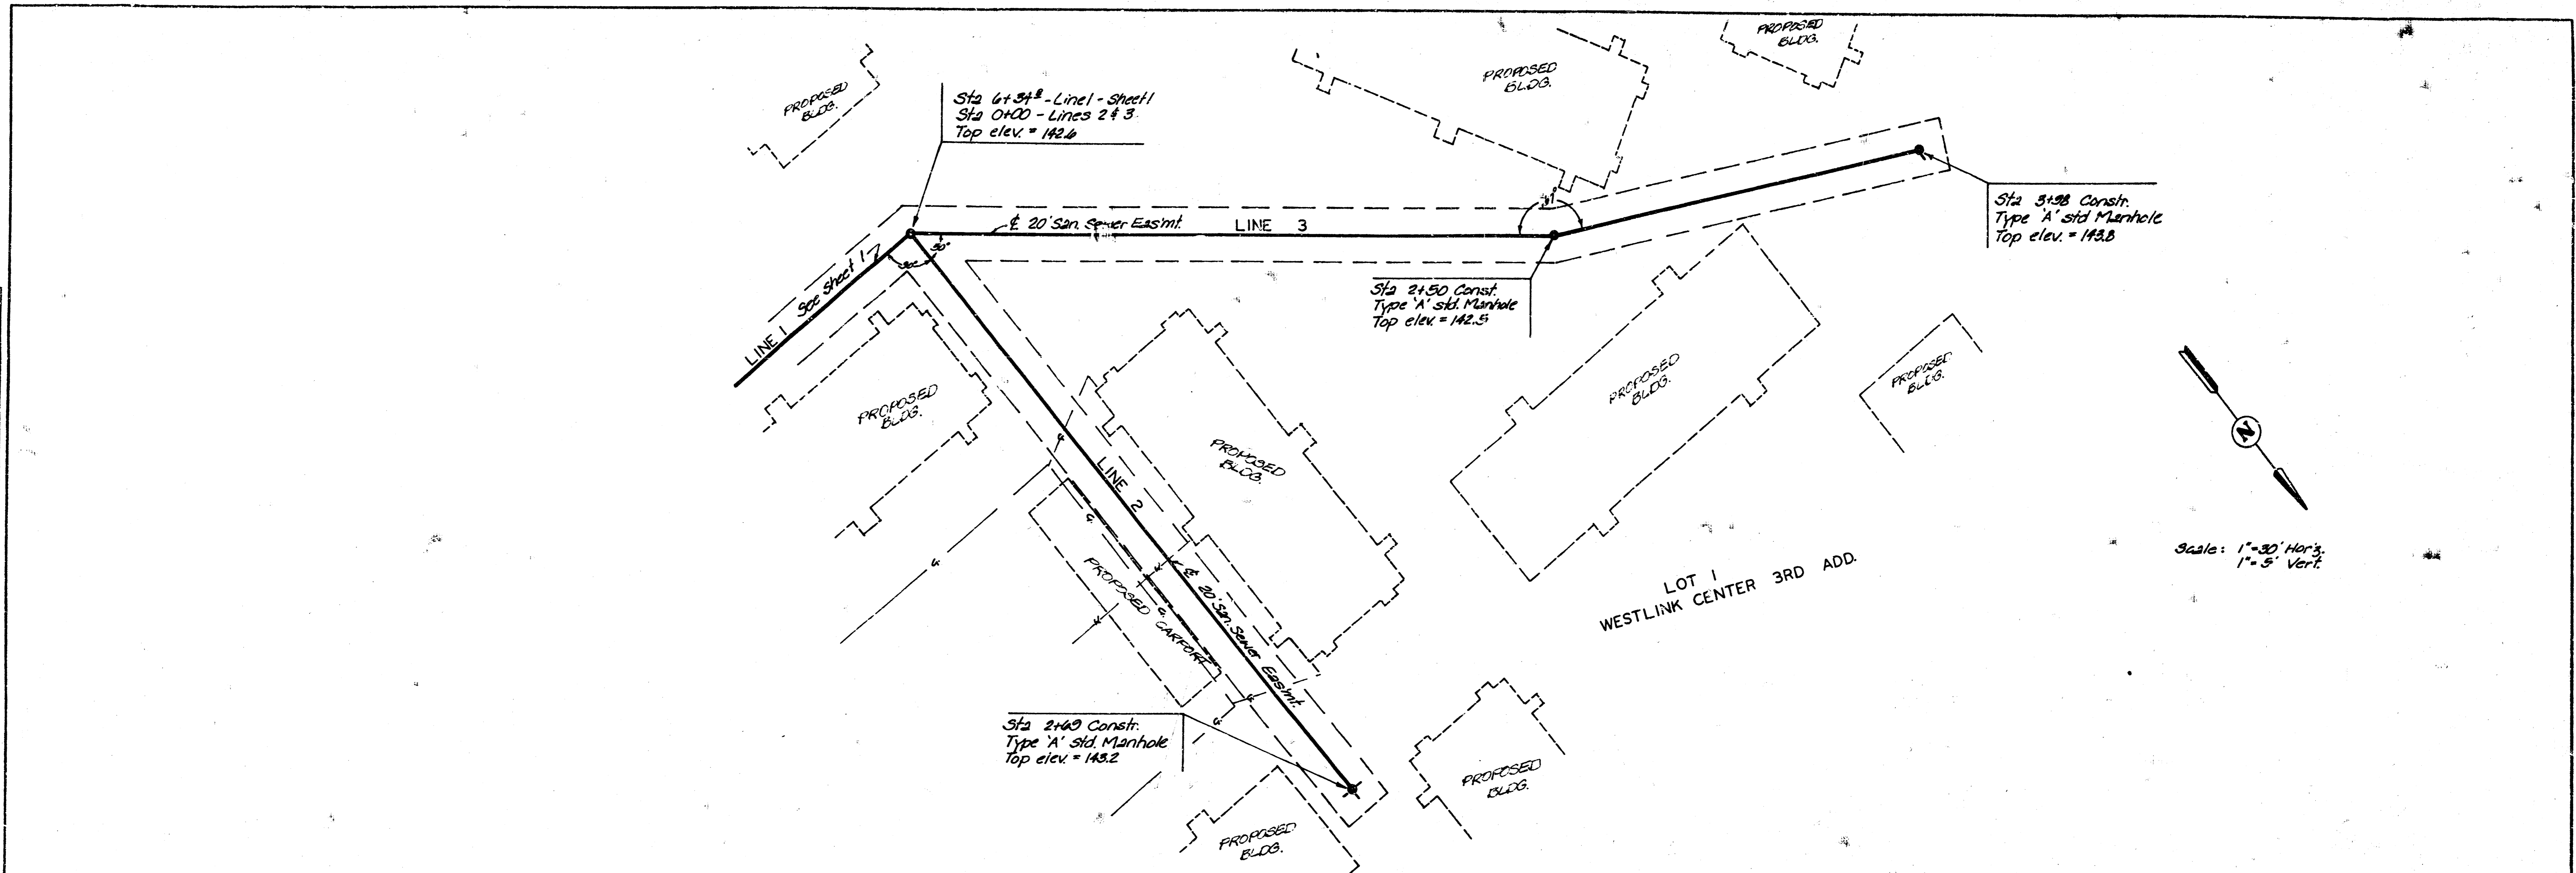 PROPOSED
BLDG.
Sta 6+34⁸ - Line 1 - Sheet 1
Sta 0+00 - Lines 2 & 3
Top elev. = 142.6
PROPOSED
BLDG.
PROPOSED
BLDG.
Sta 3+98 Constr.
Type 'A' std Manhole
Top elev. = 143.8
℄ 20' San. Sewer Eas'mt.
LINE 3
50°
LINE 1 See Sheet 1
Sta 2+50 Const.
Type 'A' std. Manhole
Top elev. = 142.5
PROPOSED
BLDG.
PROPOSED
BLDG.
PROPOSED
BLDG.
PROPOSED
BLDG.
LINE 2
N
Scale: 1"=30' Horz.
1"=5' Vert.
PROPOSED CARPORT
℄ 20' San. Sewer Eas'mt.
LOT 1
WESTLINK CENTER 3RD ADD.
Sta 2+69 Constr.
Type 'A' std. Manhole
Top elev. = 143.2
PROPOSED
BLDG.
PROPOSED
BLDG.